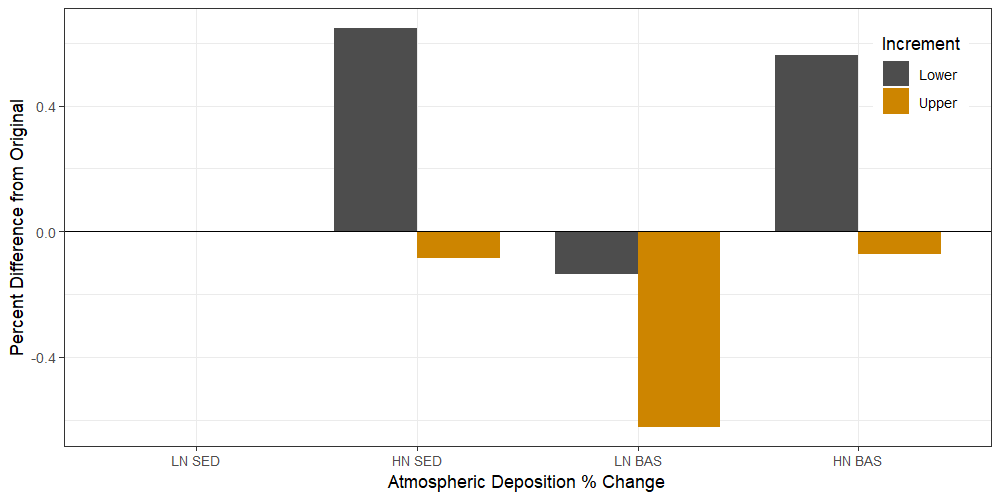 Increment
Lower
Upper
Percent Difference from Original
0.4
0.0
-0.4
LN SED
HN SED
LN BAS
HN BAS
Atmospheric Deposition % Change